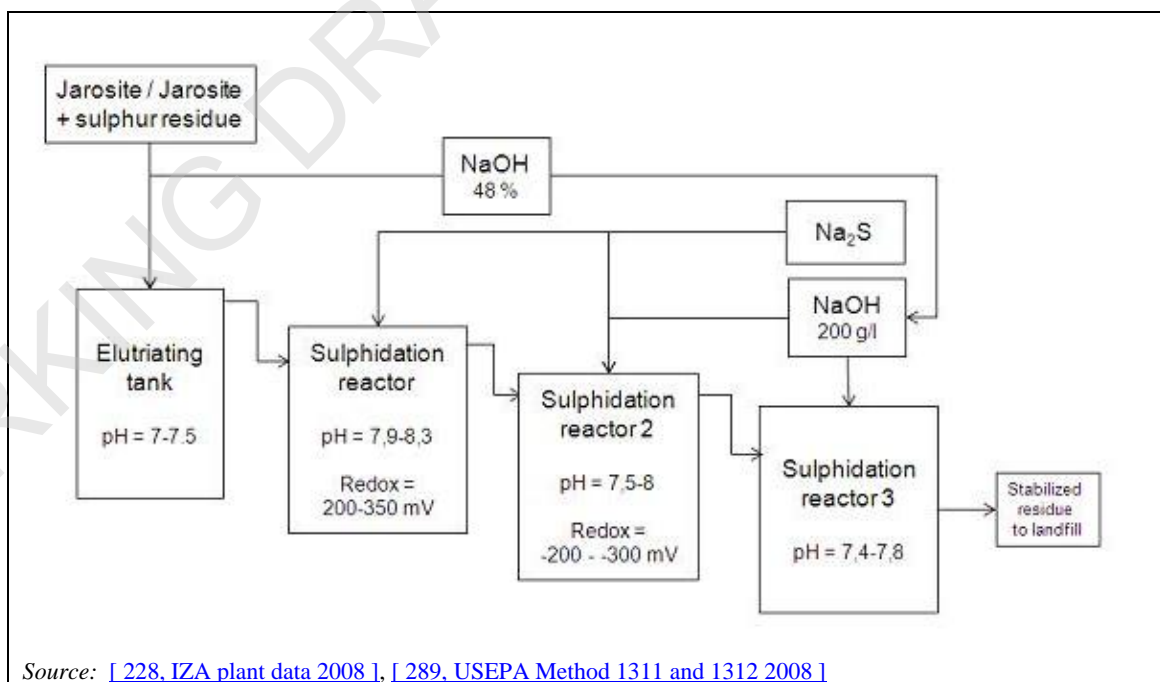 Jarosite / Jarosite
+ sulphur residue
NaOH
48 %
Na₂S
NaOH
200 g/l
Elutriating
tank
pH = 7-7.5
Sulphidation
reactor
pH = 7,9-8,3
Redox =
200-350 mV
Sulphidation
reactor 2
pH = 7,5-8
Redox =
-200 - -300 mV
Sulphidation
reactor 3
pH = 7,4-7,8
Stabilized
residue
to landfill
Source: [ 228, IZA plant data 2008 ], [ 289, USEPA Method 1311 and 1312 2008 ]
RKING DRA